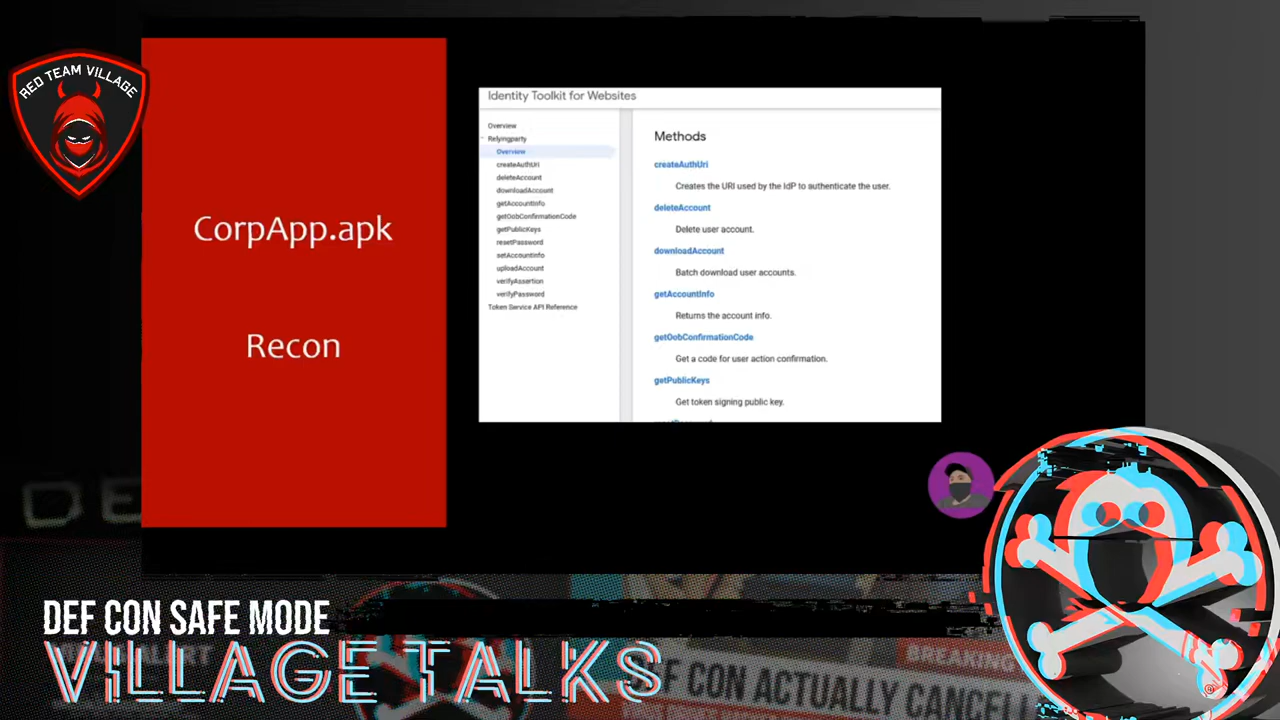 RED TEAM VILLAGE
CorpApp.apk
Recon
Identity Toolkit for Websites
Overview
Relyingparty
Overview
createAuthUri
deleteAccount
downloadAccount
getAccountInfo
getOobConfirmationCode
getPublicKeys
resetPassword
setAccountInfo
uploadAccount
verifyAssertion
verifyPassword
Token Service API Reference
Methods
createAuthUri
Creates the URI used by the IdP to authenticate the user.
deleteAccount
Delete user account.
downloadAccount
Batch download user accounts.
getAccountInfo
Returns the account info.
getOobConfirmationCode
Get a code for user action confirmation.
getPublicKeys
Get token signing public key.
DEF CON SAFE MODE
VILLAGE TALKS
DEF CON ACTUALLY CANCELL